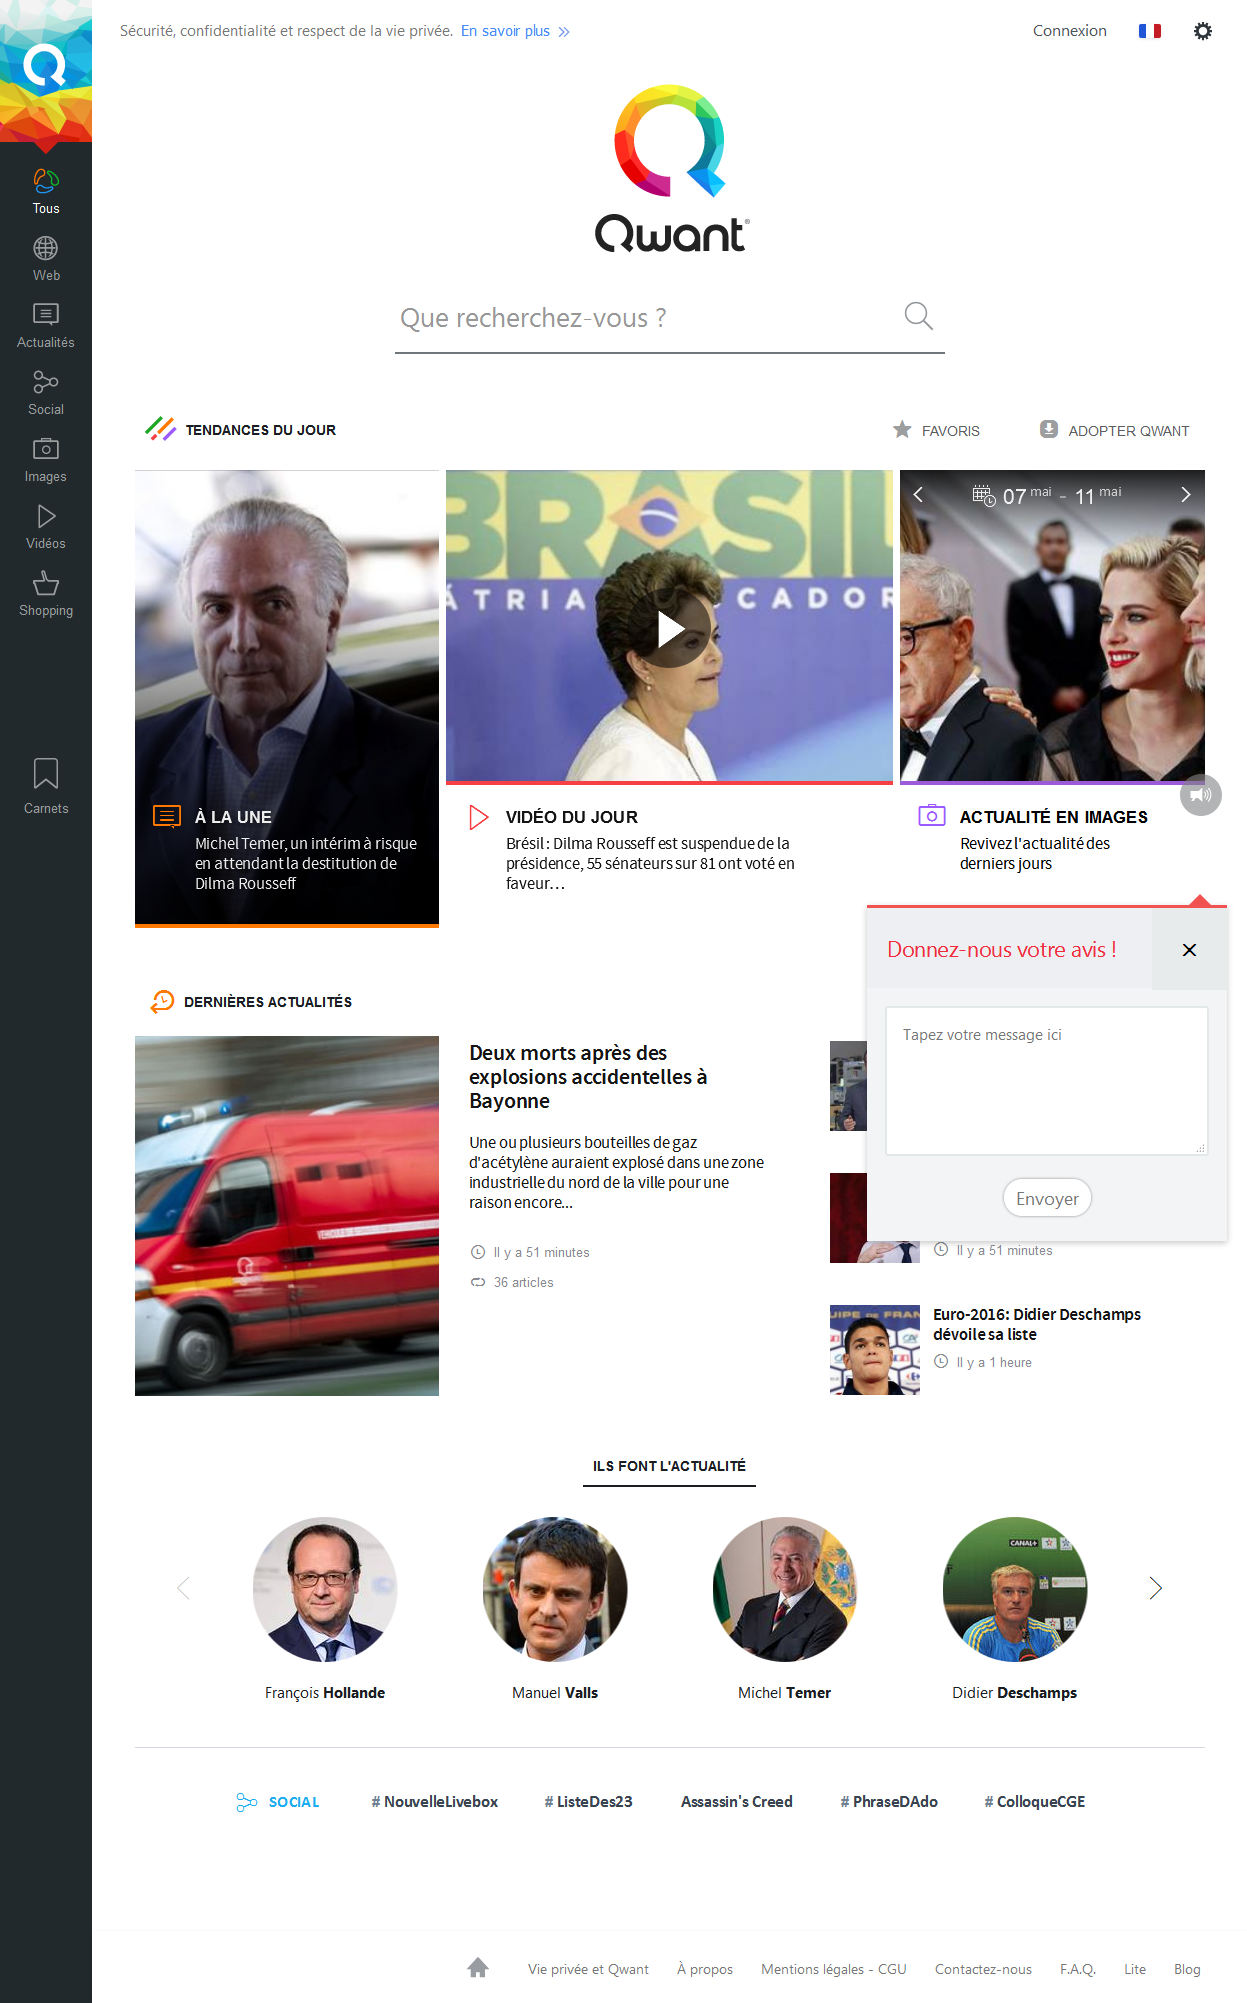 Sécurité, confidentialité et respect de la vie privée. En savoir plus »
Connexion
Tous
Web
Actualités
Social
Images
Vidéos
Shopping
Carnets
Qwant®
Que recherchez-vous ?
TENDANCES DU JOUR
FAVORIS
ADOPTER QWANT
À LA UNE
Michel Temer, un intérim à risque
en attendant la destitution de
Dilma Rousseff
BRASIL
ÁTRIA
CADOR
VIDÉO DU JOUR
Brésil : Dilma Rousseff est suspendue de la
présidence, 55 sénateurs sur 81 ont voté en
faveur…
07 mai - 11 mai
ACTUALITÉ EN IMAGES
Revivez l'actualité des
derniers jours
Donnez-nous votre avis !
Tapez votre message ici
Envoyer
DERNIÈRES ACTUALITÉS
Deux morts après des
explosions accidentelles à
Bayonne
Une ou plusieurs bouteilles de gaz
d'acétylène auraient explosé dans une zone
industrielle du nord de la ville pour une
raison encore...
Il y a 51 minutes
36 articles
Il y a 51 minutes
Euro-2016: Didier Deschamps
dévoile sa liste
Il y a 1 heure
ILS FONT L'ACTUALITÉ
François Hollande
Manuel Valls
Michel Temer
CANAL+
Didier Deschamps
SOCIAL
# NouvelleLivebox
# ListeDes23
Assassin's Creed
# PhraseDAdo
# ColloqueCGE
Vie privée et Qwant
À propos
Mentions légales - CGU
Contactez-nous
F.A.Q.
Lite
Blog